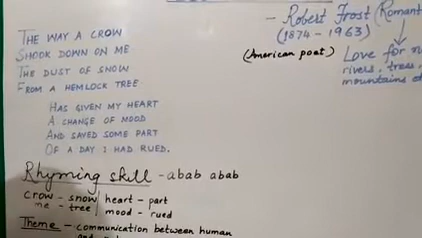 - Robert Frost (Romant
(1874 - 1963)
(American poet)
Love for n
rivers, trees,
mountains
THE WAY A CROW
SHOOK DOWN ON ME
THE DUST OF SNOW
FROM A HEMLOCK TREE
HAS GIVEN MY HEART
A CHANGE OF MOOD
AND SAVED SOME PART
OF A DAY I HAD RUED.
Rhyming skill - abab abab
crow - snow | heart - part
me - tree | mood - rued
Theme - communication between human